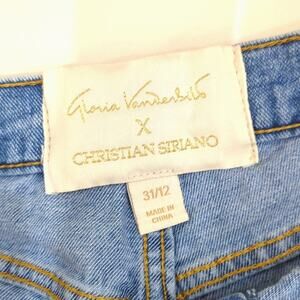 Gloria Vanderbilt
X
CHRISTIAN SIRIANO
31/12
MADE IN
CHINA